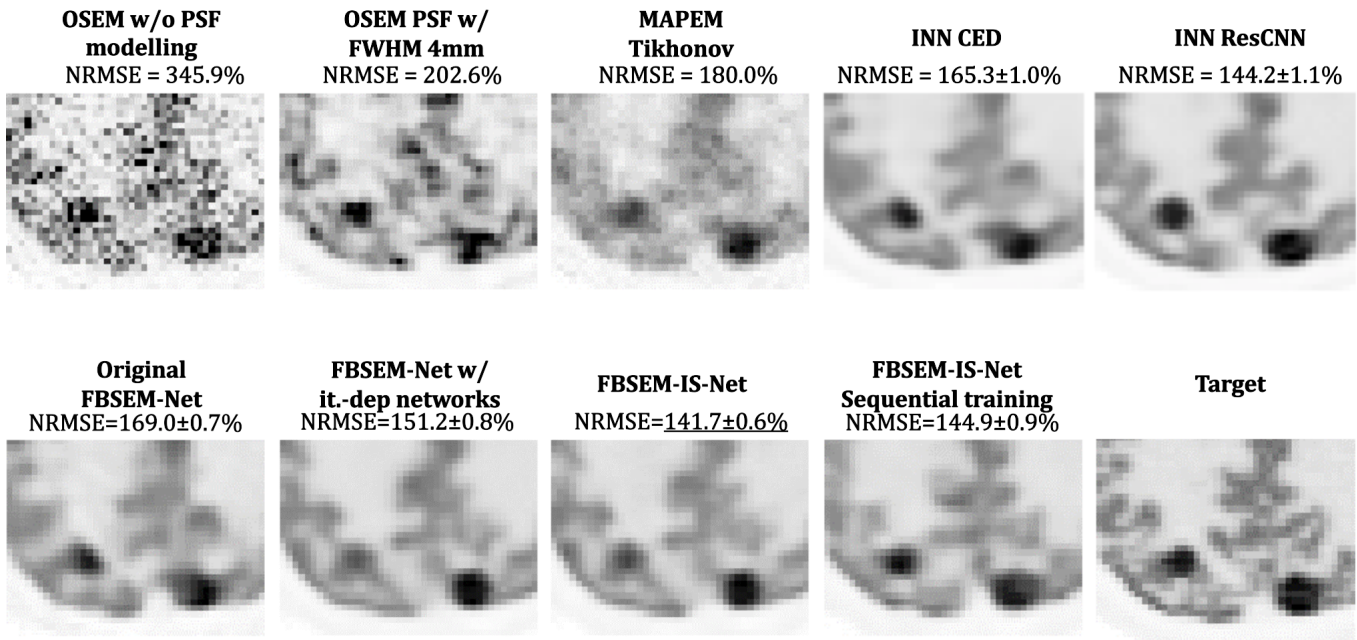 OSEM w/o PSF
modelling
NRMSE = 345.9%
OSEM PSF w/
FWHM 4mm
NRMSE = 202.6%
MAPEM
Tikhonov
NRMSE = 180.0%
INN CED
NRMSE = 165.3±1.0%
INN ResCNN
NRMSE = 144.2±1.1%
Original
FBSEM-Net
NRMSE=169.0±0.7%
FBSEM-Net w/
it.-dep networks
NRMSE=151.2±0.8%
FBSEM-IS-Net
NRMSE=141.7±0.6%
FBSEM-IS-Net
Sequential training
NRMSE=144.9±0.9%
Target